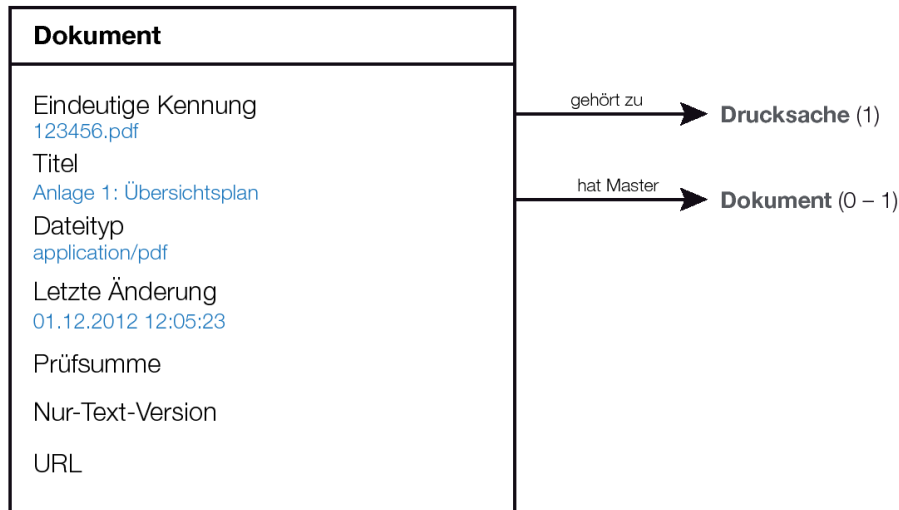 Dokument
Eindeutige Kennung
123456.pdf
Titel
Anlage 1: Übersichtsplan
Dateityp
application/pdf
Letzte Änderung
01.12.2012 12:05:23
Prüfsumme
Nur-Text-Version
URL
gehört zu
Drucksache (1)
hat Master
Dokument (0 – 1)